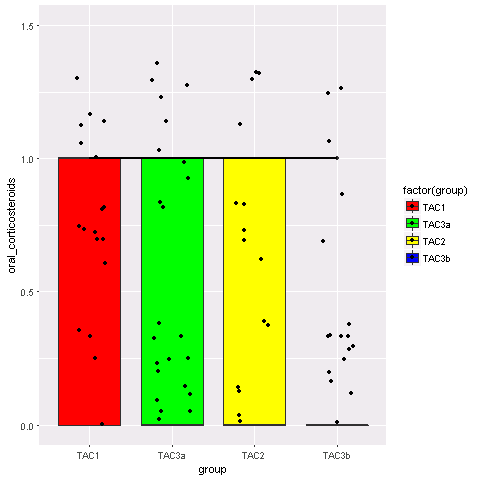 1.5
1.0
0.5
0.0
oral_corticosteroids
TAC1
TAC3a
TAC2
TAC3b
group
factor(group)
TAC1
TAC3a
TAC2
TAC3b